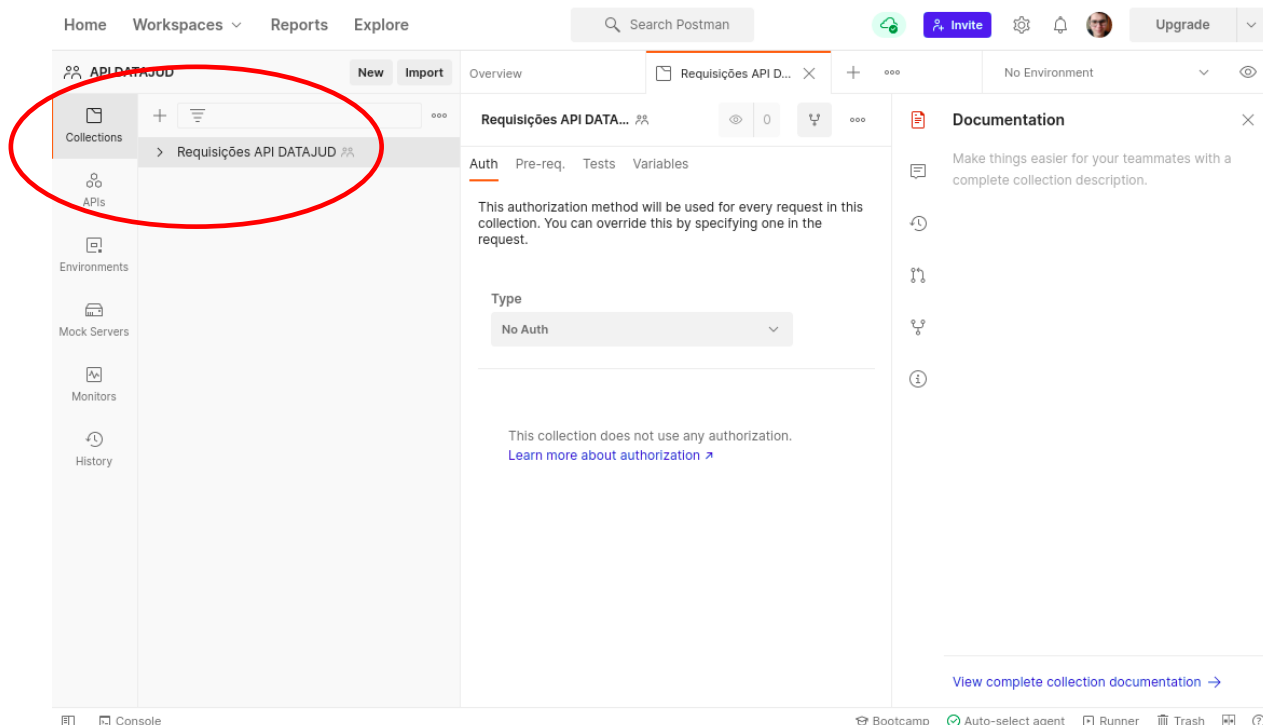 Home Workspaces Reports Explore Search Postman Invite Upgrade
API DATAJUD New Import Overview Requisições API D... No Environment
Collections
Requisições API DATAJUD
APIs
Environments
Mock Servers
Monitors
History
Requisições API DATA... 0
Auth Pre-req. Tests Variables
This authorization method will be used for every request in this
collection. You can override this by specifying one in the
request.
Type
No Auth
This collection does not use any authorization.
Learn more about authorization
Documentation
Make things easier for your teammates with a
complete collection description.
View complete collection documentation
Console Bootcamp Auto-select agent Runner Trash